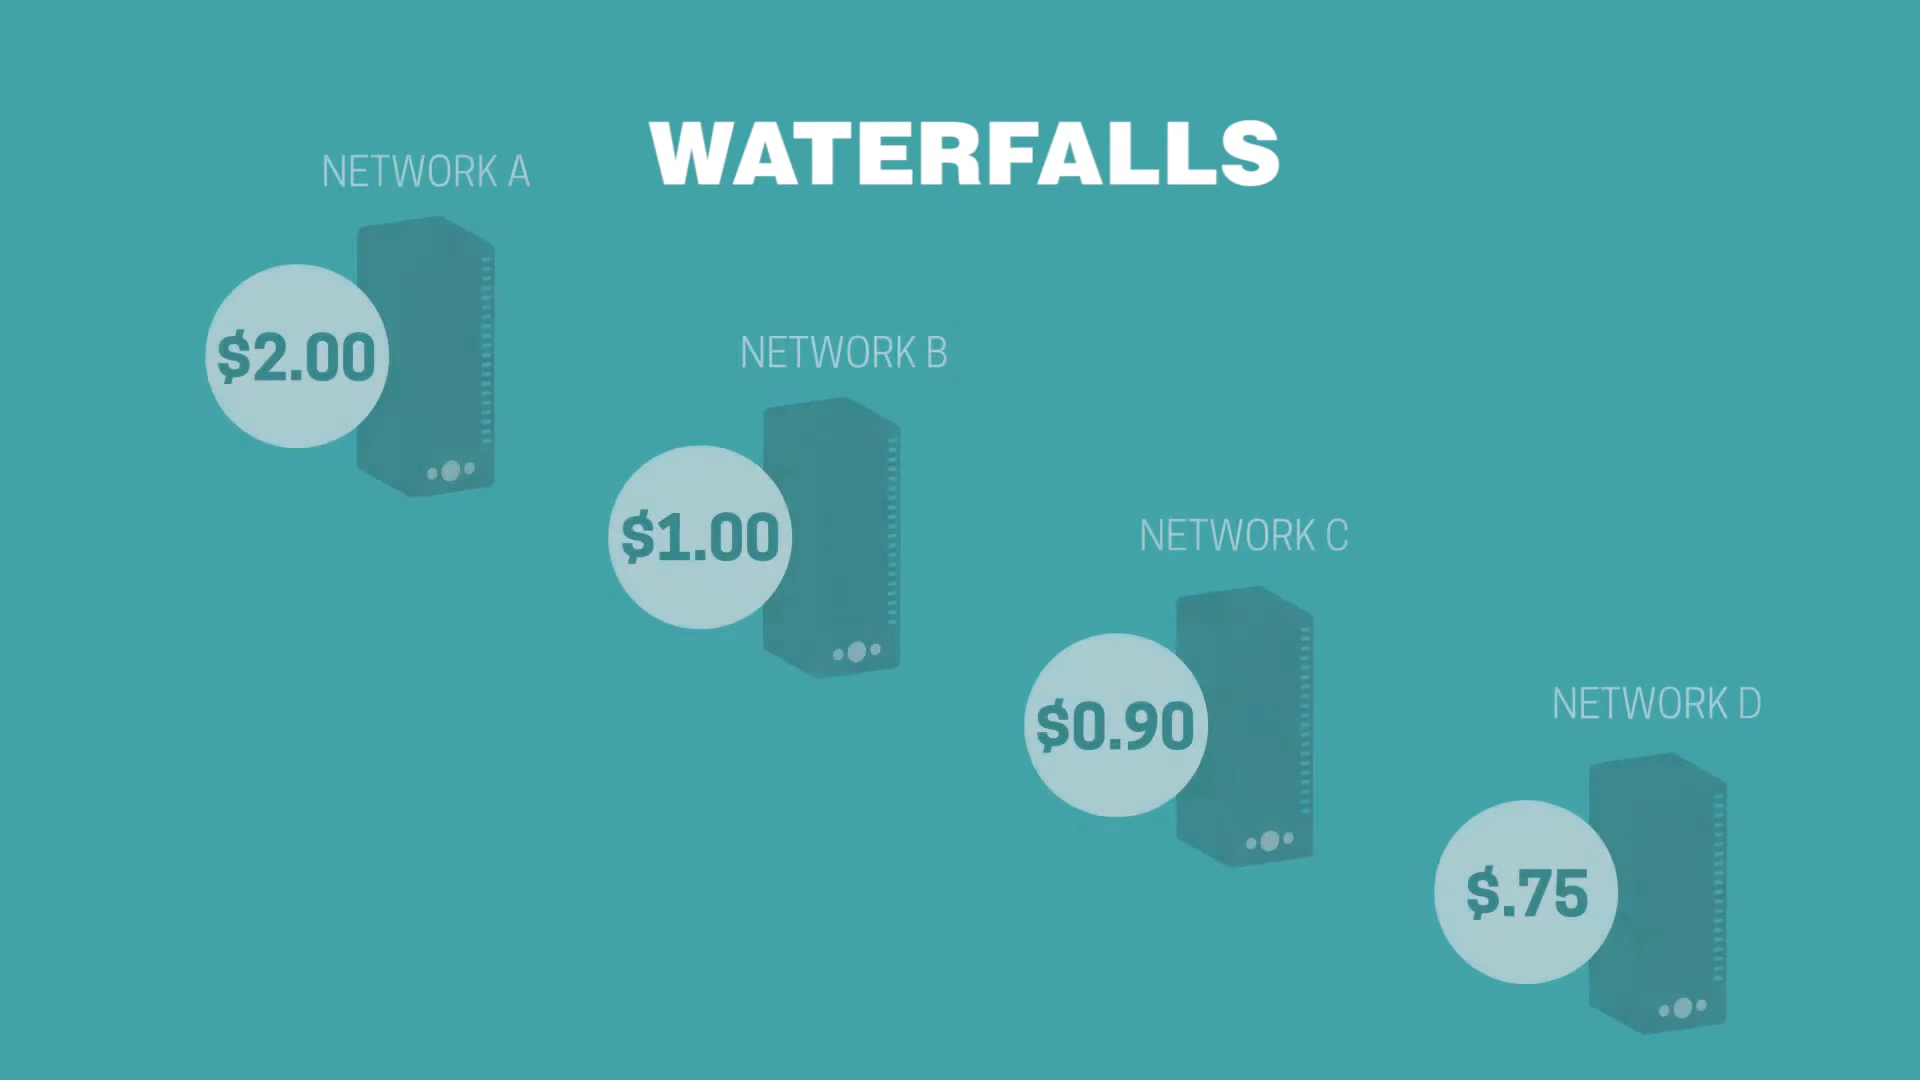 WATERFALLS
NETWORK A
$2.00
NETWORK B
$1.00
NETWORK C
$0.90
NETWORK D
$.75